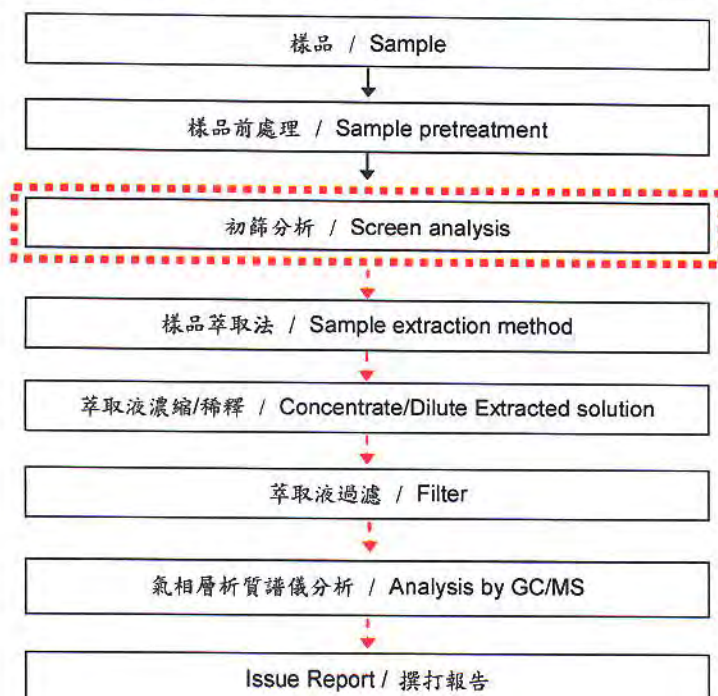 樣品 / Sample
樣品前處理 / Sample pretreatment
初篩分析 / Screen analysis
樣品萃取法 / Sample extraction method
萃取液濃縮/稀釋 / Concentrate/Dilute Extracted solution
萃取液過濾 / Filter
氣相層析質譜儀分析 / Analysis by GC/MS
Issue Report / 撰打報告